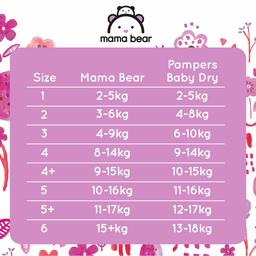 mama bear
Size Mama Bear Pampers Baby Dry
1 2-5kg 2-5kg
2 3-6kg 4-8kg
3 4-9kg 6-10kg
4 8-14kg 9-14kg
4+ 9-15kg 10-15kg
5 10-16kg 11-16kg
5+ 11-17kg 12-17kg
6 15+kg 13-18kg